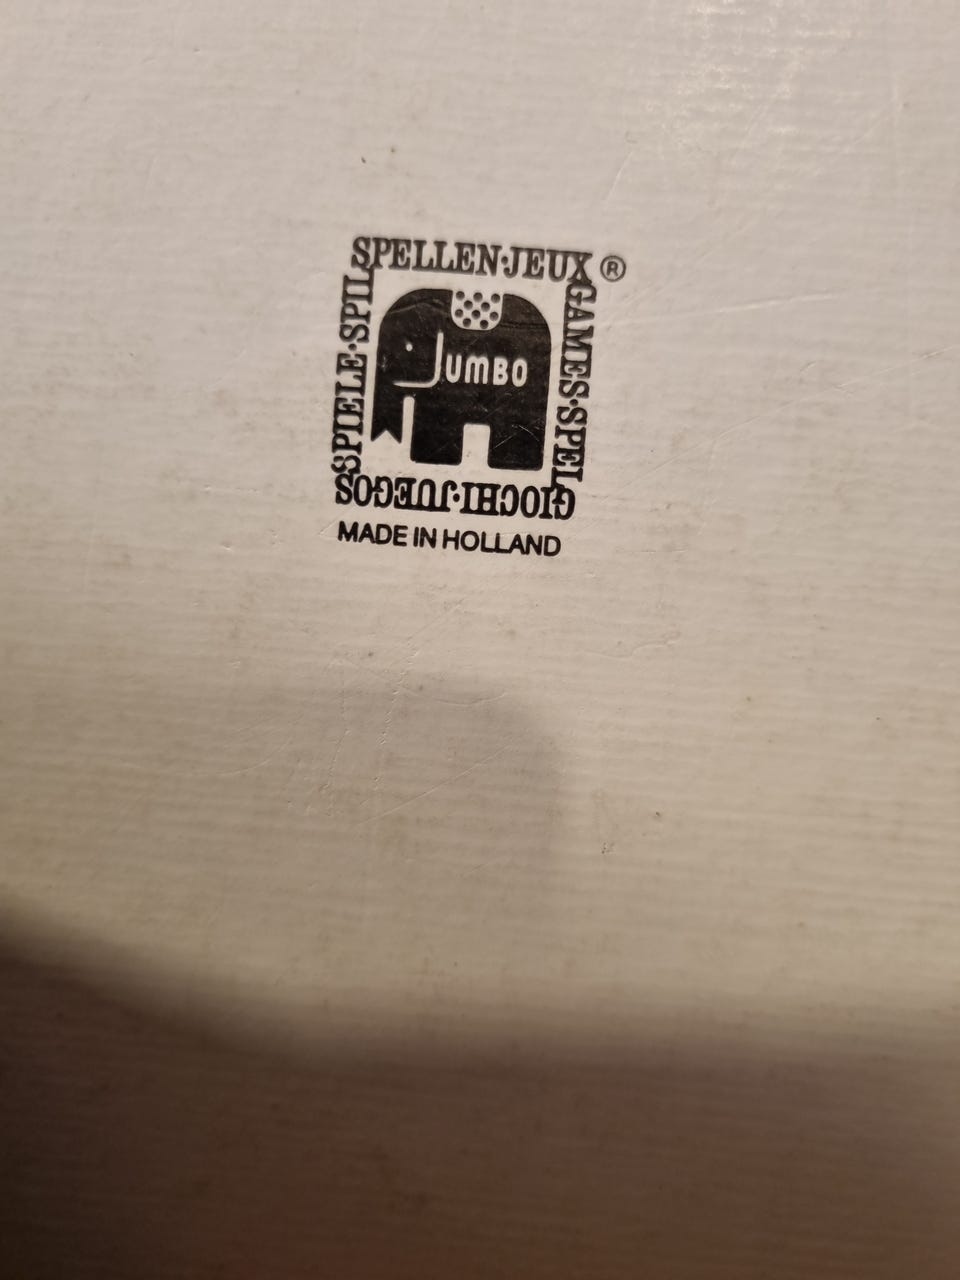 SPELLEN·JEUX ®
GAMES·SPEL
GIOCHI·JUEGOS
SPIELE·SPIL
JUMBO
MADE IN HOLLAND